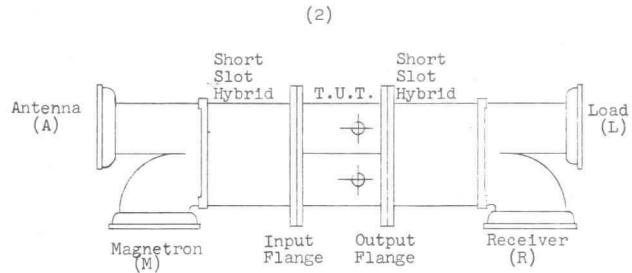 (2)
Short
Slot
Hybrid
T.U.T.
Short
Slot
Hybrid
Antenna
(A)
Load
(L)
Magnetron
(M)
Input
Flange
Output
Flange
Receiver
(R)